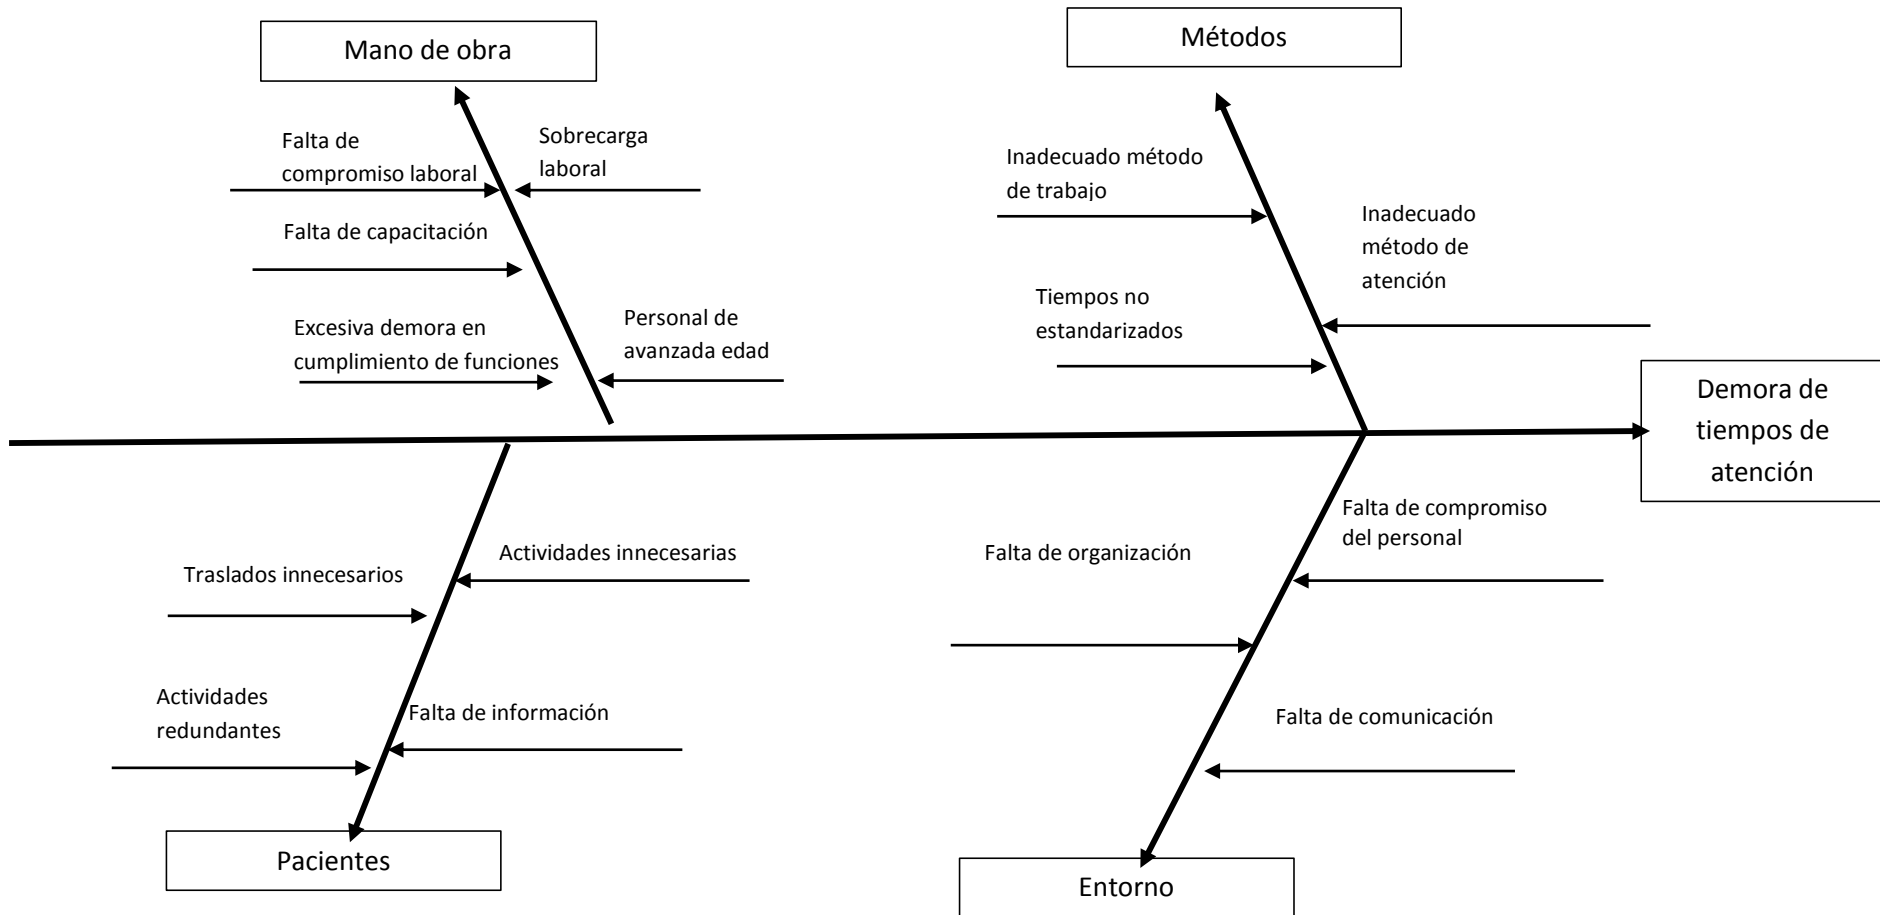 Mano de obra
Métodos
Falta de
compromiso laboral
Sobrecarga
laboral
Falta de capacitación
Excesiva demora en
cumplimiento de funciones
Personal de
avanzada edad
Inadecuado método
de trabajo
Inadecuado
método de
atención
Tiempos no
estandarizados
Demora de
tiempos de
atención
Traslados innecesarios
Actividades innecesarias
Actividades
redundantes
Falta de información
Falta de organización
Falta de compromiso
del personal
Falta de comunicación
Pacientes
Entorno